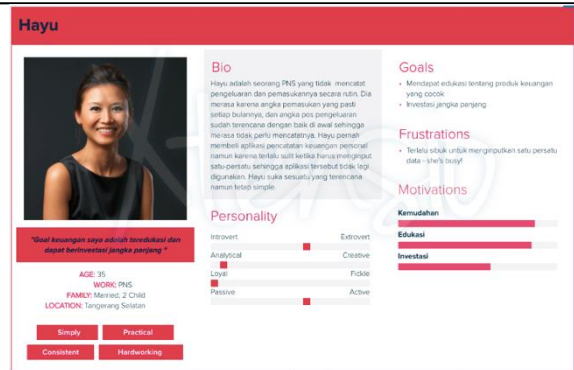 Hayu
"Goal keuangan saya adalah teredukasi dan
dapat berinvestasi jangka panjang "
AGE: 35
WORK: PNS
FAMILY: Married, 2 Child
LOCATION: Tangerang Selatan
Simply
Practical
Consistent
Hardworking
Bio
Hayu adalah seorang PNS yang tidak mencatat
pengeluaran dan pemasukannya secara rutin. Dia
merasa karena angka pemasukan yang pasti
setiap bulannya, dan angka pos pengeluaran
sudah terencana dengan baik di awal sehingga
merasa tidak perlu mencatatnya. Hayu pernah
membeli aplikasi pencatatan keuangan personal
namun karena terlalu sulit ketika harus menginput
satu-persatu sehingga aplikasi tersebut tidak lagi
digunakan. Hayu suka sesuatu yang terencana
namun tetap simple.
Personality
Introvert
Extrovert
Analytical
Creative
Loyal
Fickle
Passive
Active
Goals
• Mendapat edukasi tentang produk keuangan
yang cocok
• Investasi jangka panjang
Frustrations
• Terlalu sibuk untuk menginputkan satu persatu
data - she's busy!
Motivations
Kemudahan
Edukasi
Investasi